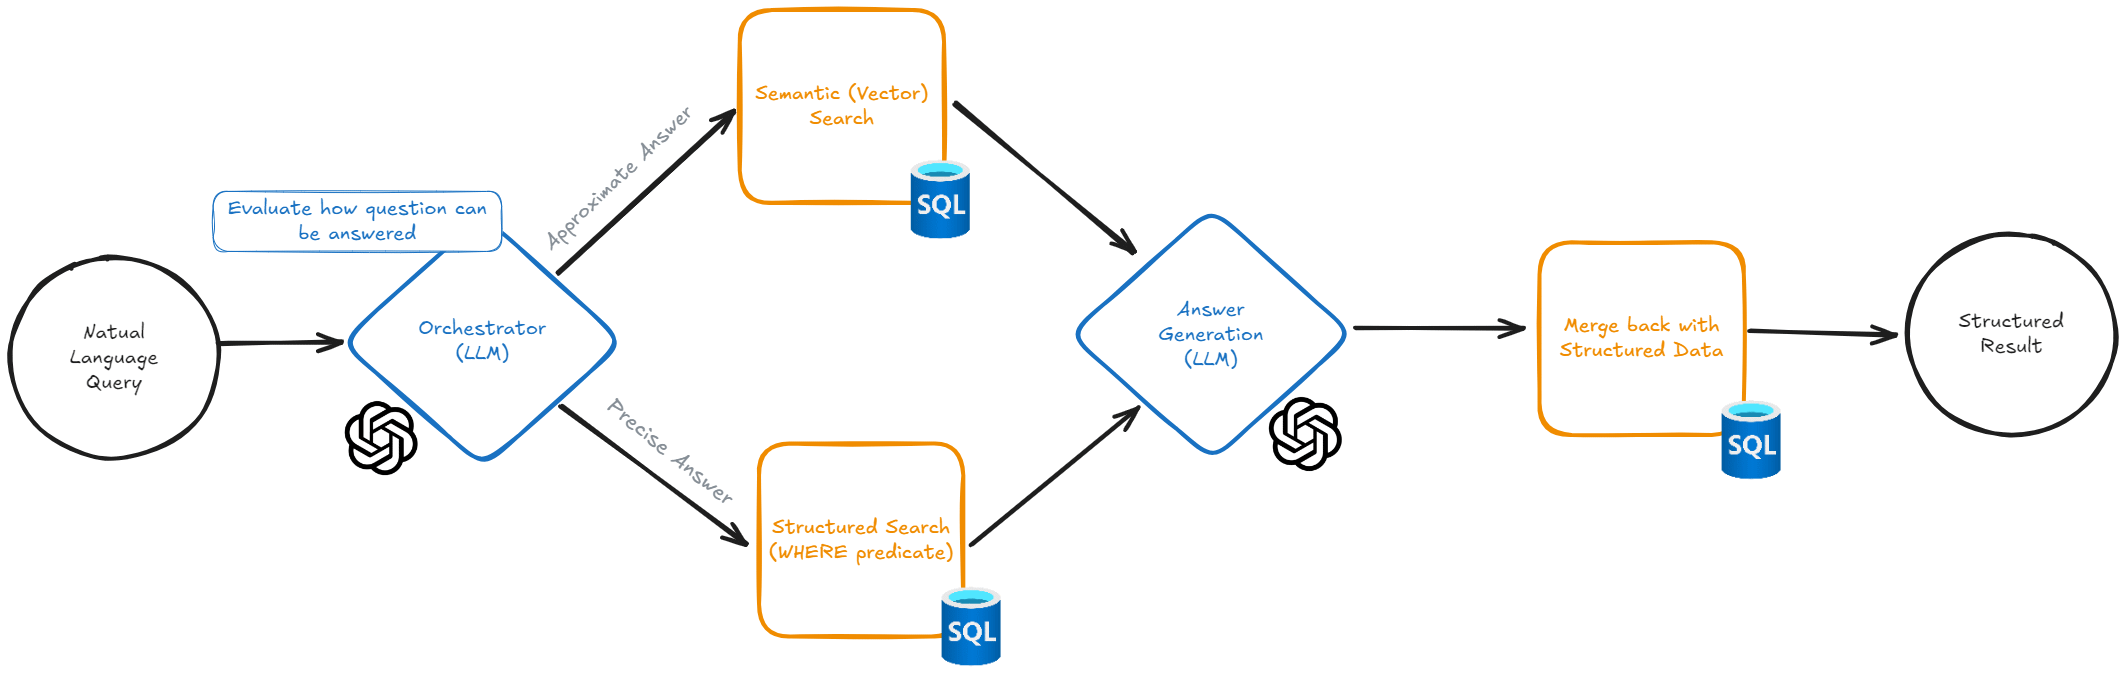 Natual
Language
Query
Evaluate how question can
be answered
Orchestrator
(LLM)
Approximate Answer
Precise Answer
Semantic (Vector)
Search
SQL
Structured Search
(WHERE predicate)
SQL
Answer
Generation
(LLM)
Merge back with
Structured Data
SQL
Structured
Result